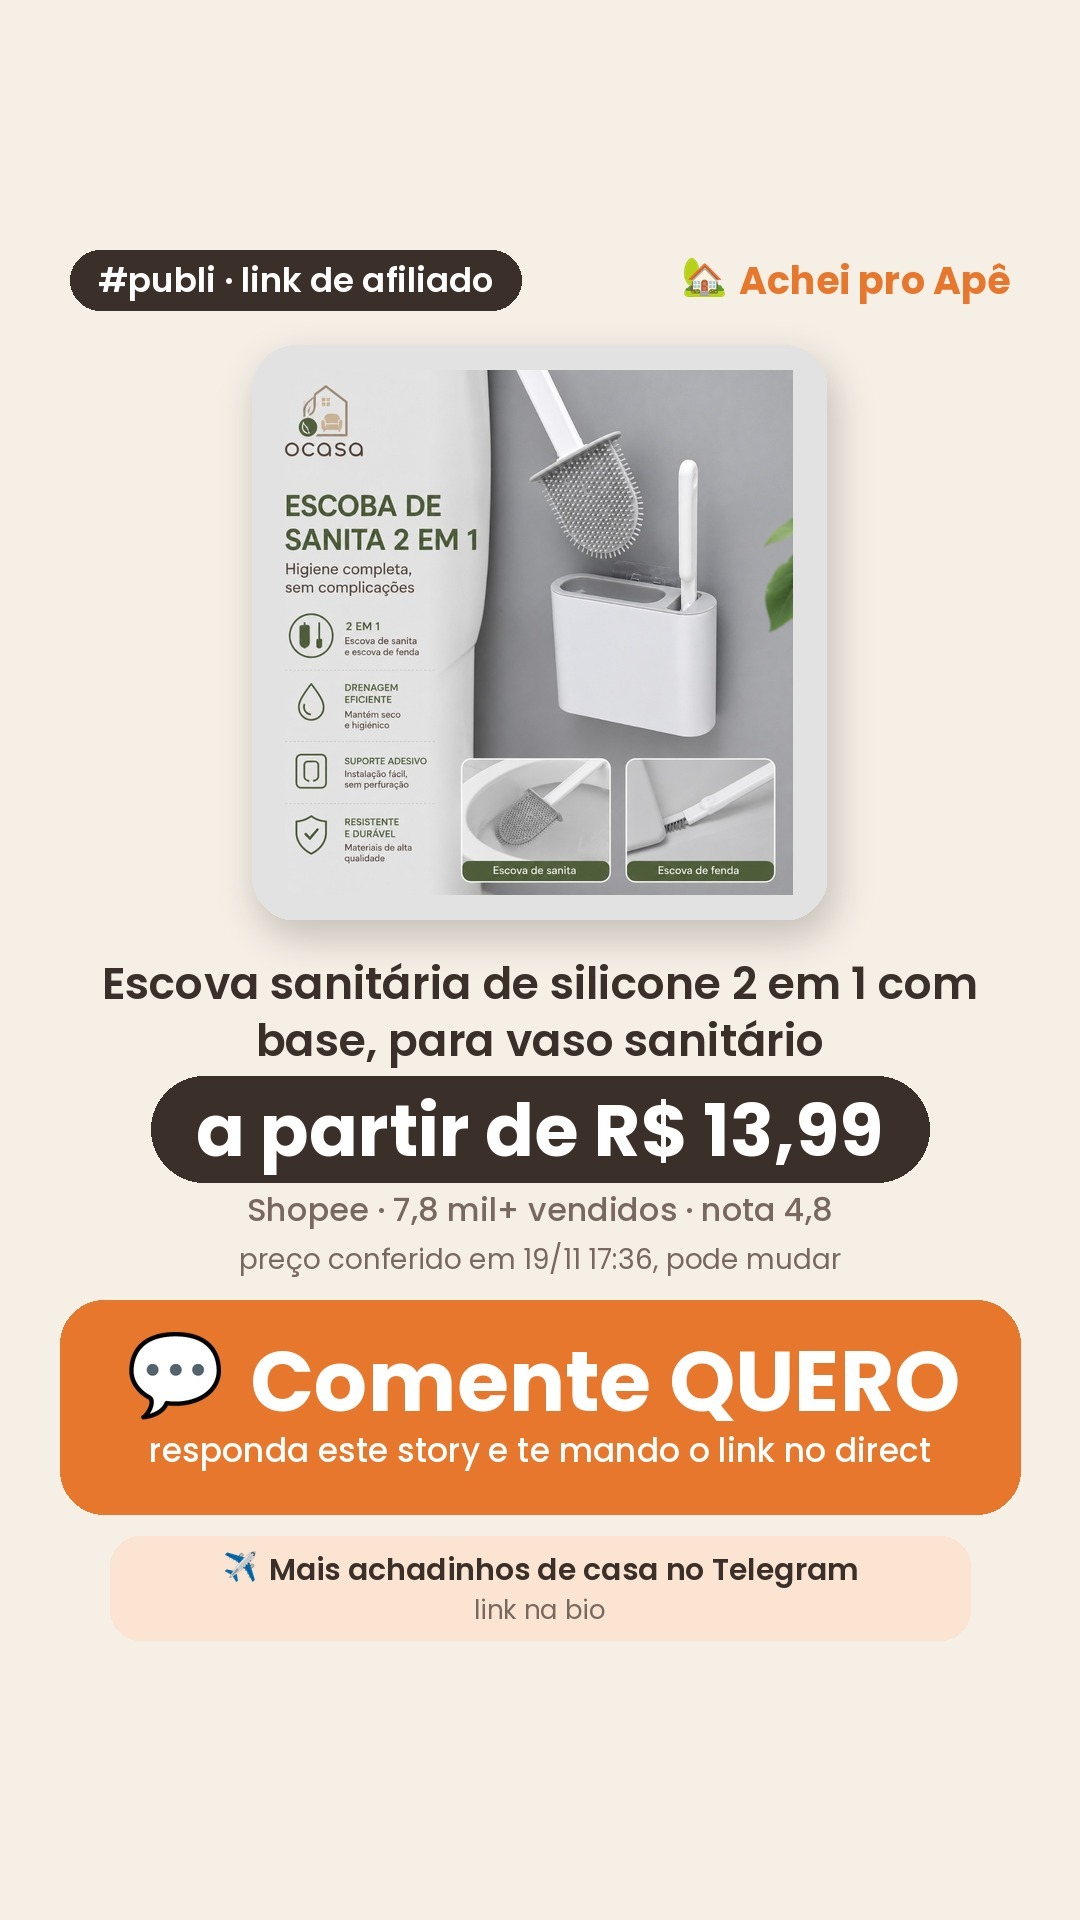 #publi · link de afiliado
🏡 Achei pro Apê
ocasa
ESCOBA DE
SANITA 2 EM 1
Higiene completa,
sem complicações
2 EM 1
Escova de sanita
e escova de fenda
DRENAGEM
EFICIENTE
Mantém seco
e higiénico
SUPORTE ADESIVO
Instalação fácil,
sem perfuração
RESISTENTE
E DURÁVEL
Materiais de alta
qualidade
Escova de sanita
Escova de fenda
Escova sanitária de silicone 2 em 1 com
base, para vaso sanitário
a partir de R$ 13,99
Shopee · 7,8 mil+ vendidos · nota 4,8
preço conferido em 19/11 17:36, pode mudar
💬 Comente QUERO
responda este story e te mando o link no direct
✈️ Mais achadinhos de casa no Telegram
link na bio